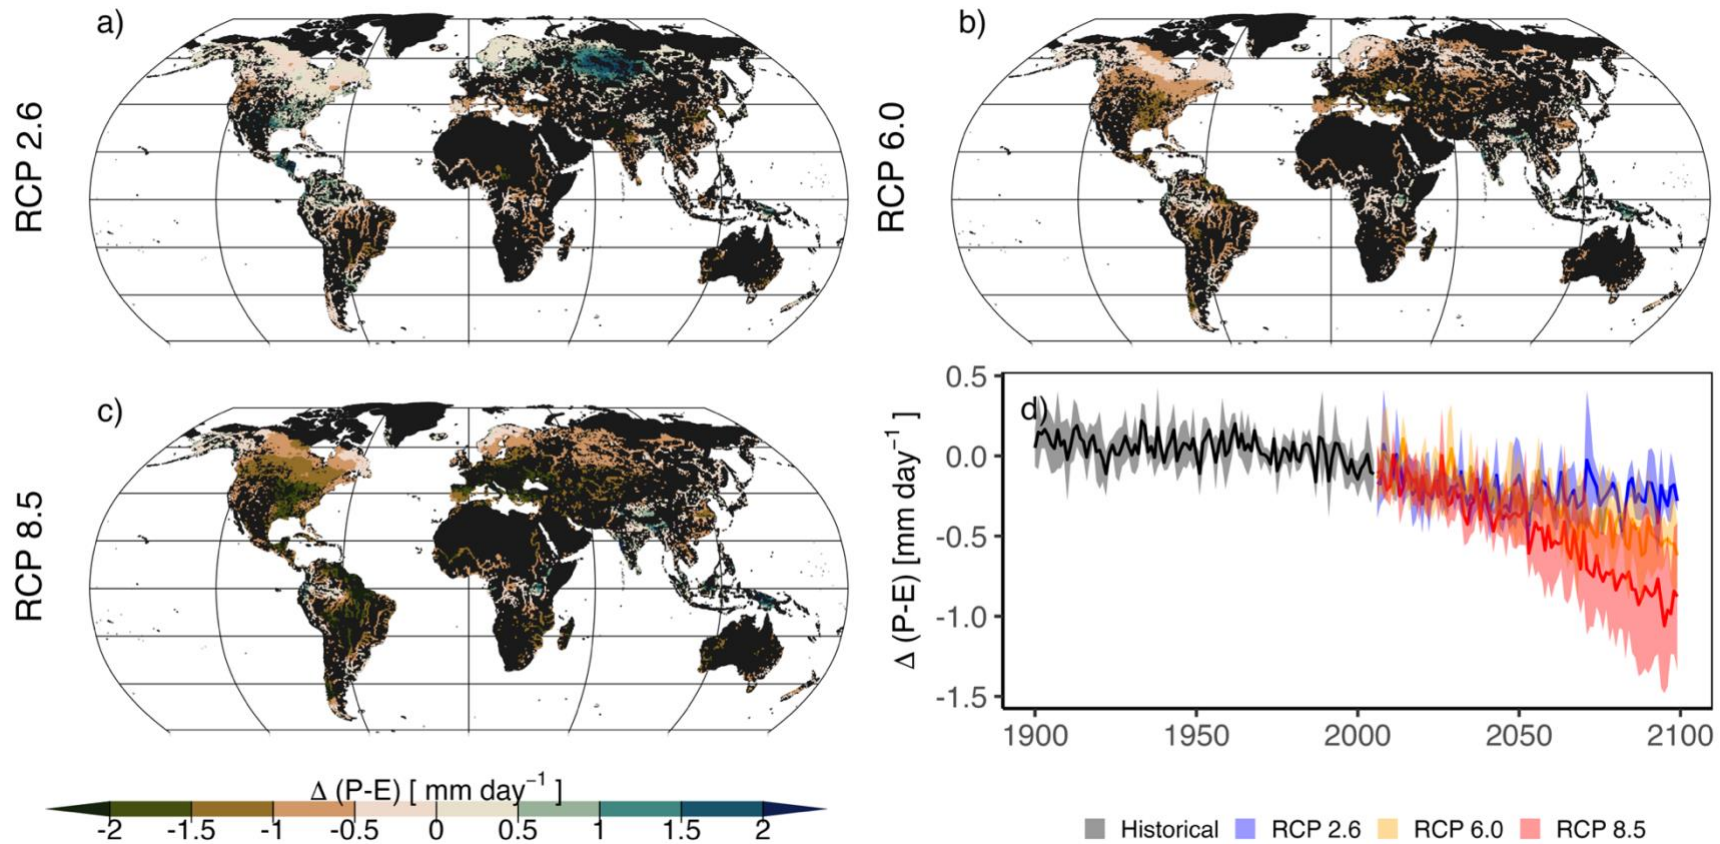 a)
RCP 2.6
b)
RCP 6.0
c)
RCP 8.5
Δ (P-E) [ mm day⁻¹ ]
-2 -1.5 -1 -0.5 0 0.5 1 1.5 2
d)
Δ (P-E) [mm day⁻¹ ]
0.5
0.0
-0.5
-1.0
-1.5
1900 1950 2000 2050 2100
Historical RCP 2.6 RCP 6.0 RCP 8.5